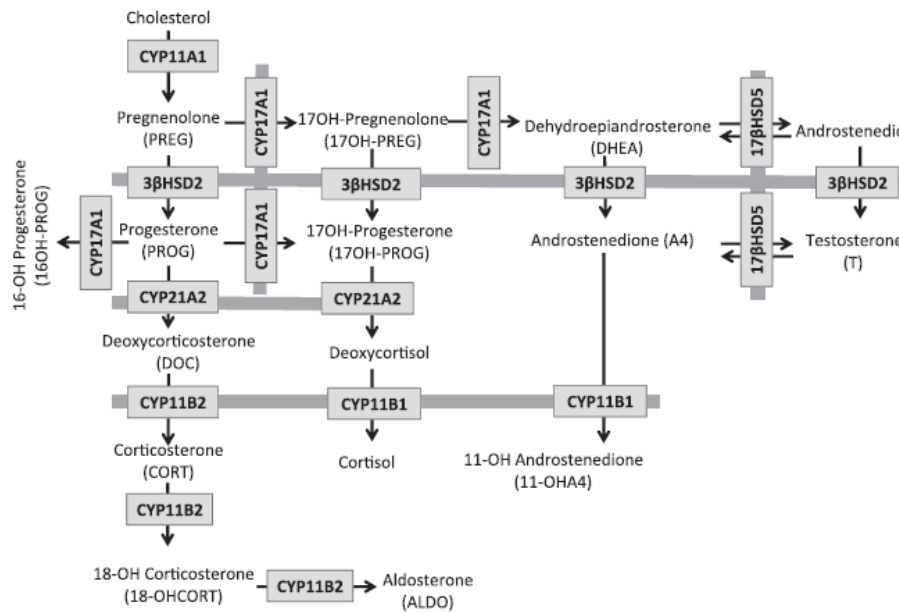 Cholesterol
CYP11A1
Pregnenolone
(PREG)
CYP17A1
17OH-Pregnenolone
(17OH-PREG)
CYP17A1
Dehydroepiandrosterone
(DHEA)
17βHSD5
Androstenedio
3βHSD2
3βHSD2
3βHSD2
3βHSD2
16-OH Progesterone
(16OH-PROG)
CYP17A1
Progesterone
(PROG)
CYP17A1
17OH-Progesterone
(17OH-PROG)
Androstenedione (A4)
17βHSD5
Testosterone
(T)
CYP21A2
CYP21A2
Deoxycorticosterone
(DOC)
Deoxycortisol
CYP11B2
CYP11B1
CYP11B1
Corticosterone
(CORT)
Cortisol
11-OH Androstenedione
(11-OHA4)
CYP11B2
18-OH Corticosterone
(18-OHCORT)
CYP11B2
Aldosterone
(ALDO)